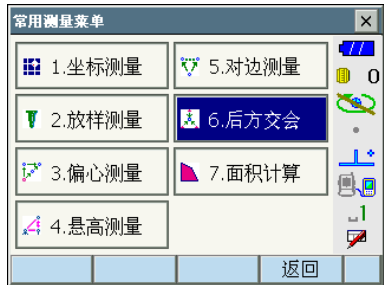 常用测量菜单
1.坐标测量
5.对边测量
0
2.放样测量
6.后方交会
3.偏心测量
7.面积计算
4.悬高测量
1
返回